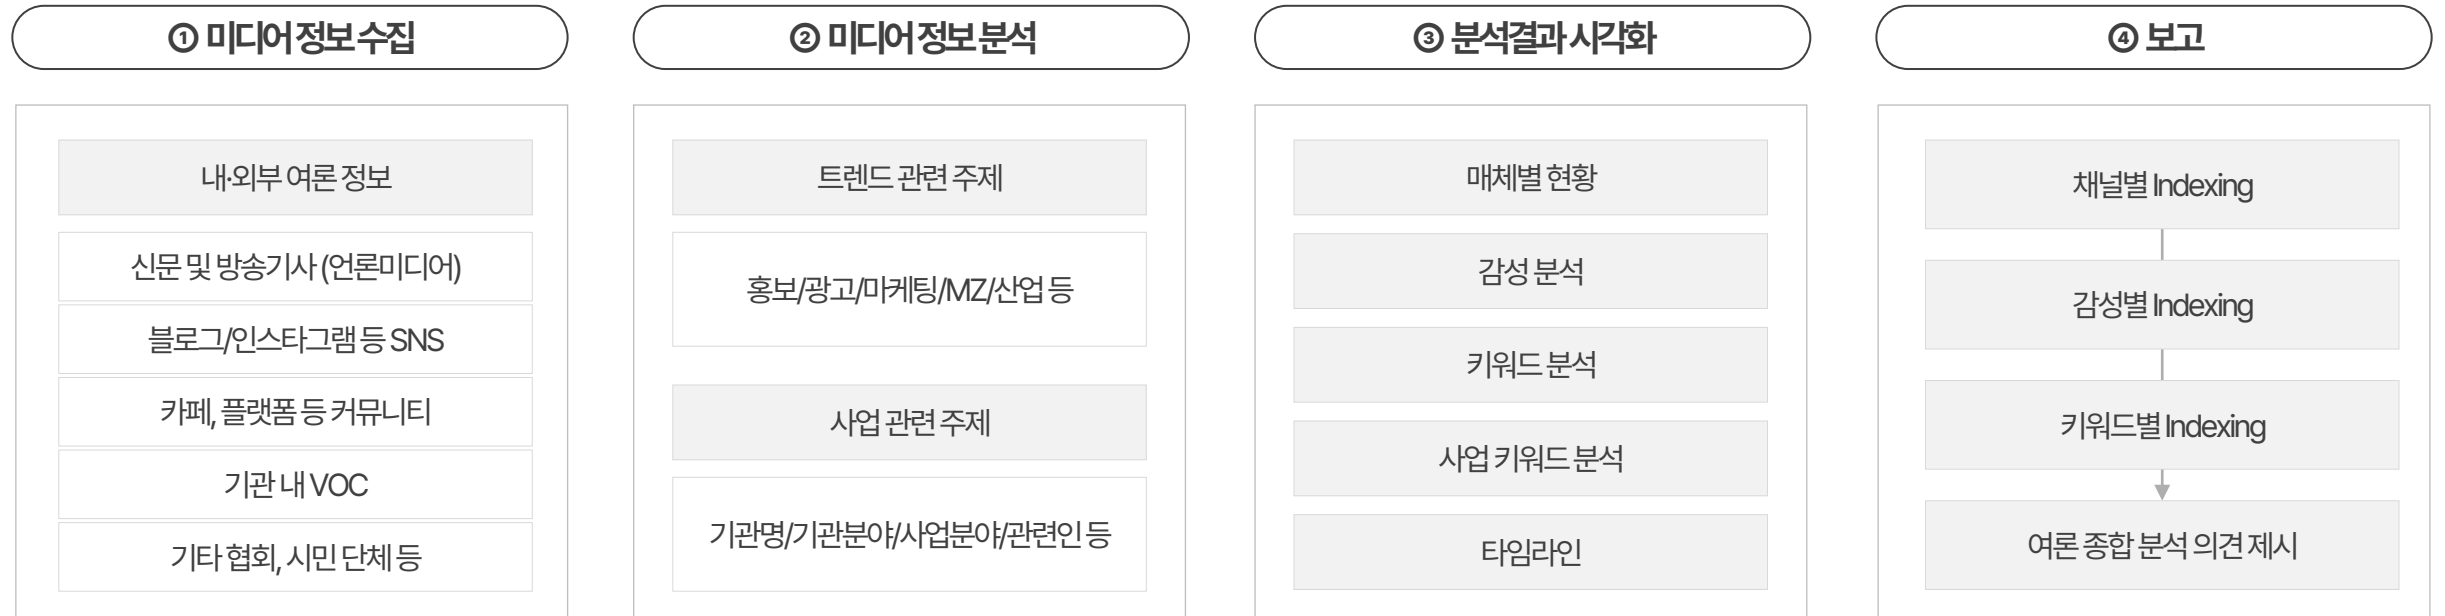 ① 미디어 정보 수집
내·외부 여론 정보
신문 및 방송기사 (언론미디어)
블로그/인스타그램 등 SNS
카페, 플랫폼 등 커뮤니티
기관 내 VOC
기타 협회, 시민 단체 등
② 미디어 정보 분석
트렌드 관련 주제
홍보/광고/마케팅/MZ/산업 등
사업 관련 주제
기관명/기관분야/사업분야/관련인 등
③ 분석결과 시각화
매체별 현황
감성 분석
키워드 분석
사업 키워드 분석
타임라인
④ 보고
채널별 Indexing
감성별 Indexing
키워드별 Indexing
여론 종합 분석 의견 제시